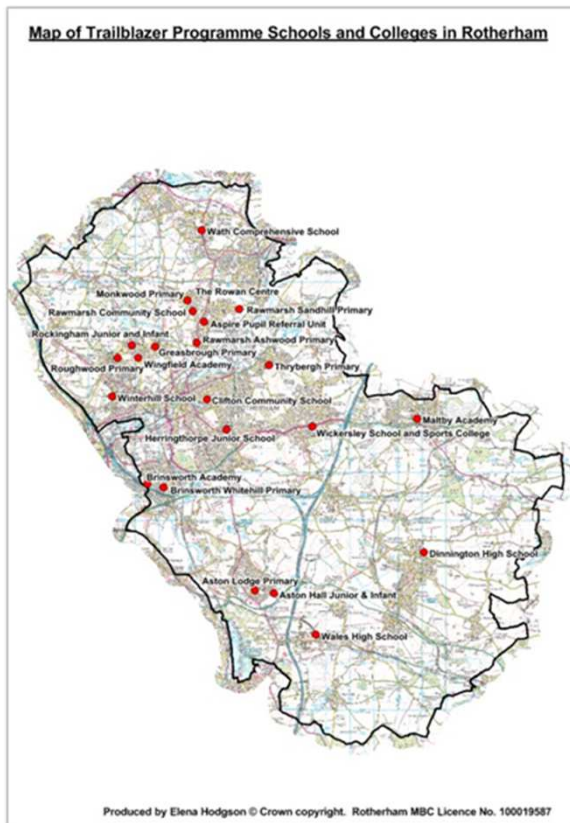 Map of Trailblazer Programme Schools and Colleges in Rotherham
Wath Comprehensive School
The Rowan Centre
Monkwood Primary
Rawmarsh Sandhill Primary
Rawmarsh Community School
Aspire Pupil Referral Unit
Rockingham Junior and Infant
Rawmarsh Ashwood Primary
Greasbrough Primary
Roughwood Primary
Wingfield Academy
Thrybergh Primary
Winterhill School
Clifton Community School
Maltby Academy
Herringthorpe Junior School
Wickersley School and Sports College
Brinsworth Academy
Brinsworth Whitehill Primary
Dinnington High School
Aston Lodge Primary
Aston Hall Junior & Infant
Wales High School
Produced by Elena Hodgson © Crown copyright. Rotherham MBC Licence No. 100019587